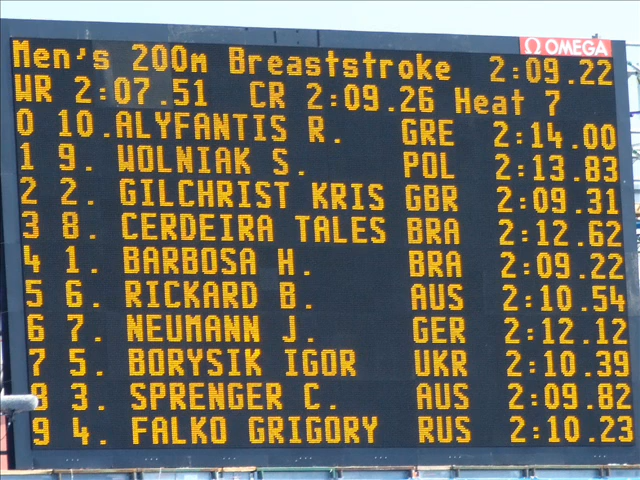 Ω OMEGA
Men's 200m Breaststroke 2:09.22
WR 2:07.51 CR 2:09.26 Heat 7
0 10. ALYFANTIS R. GRE 2:14.00
1 9. WOLNIAK S. POL 2:13.83
2 2. GILCHRIST KRIS GBR 2:09.31
3 8. CERDEIRA TALES BRA 2:12.62
4 1. BARBOSA H. BRA 2:09.22
5 6. RICKARD B. AUS 2:10.54
6 7. NEUMANN J. GER 2:12.12
7 5. BORYSIK IGOR UKR 2:10.39
8 3. SPRENGER C. AUS 2:09.82
9 4. FALKO GRIGORY RUS 2:10.23